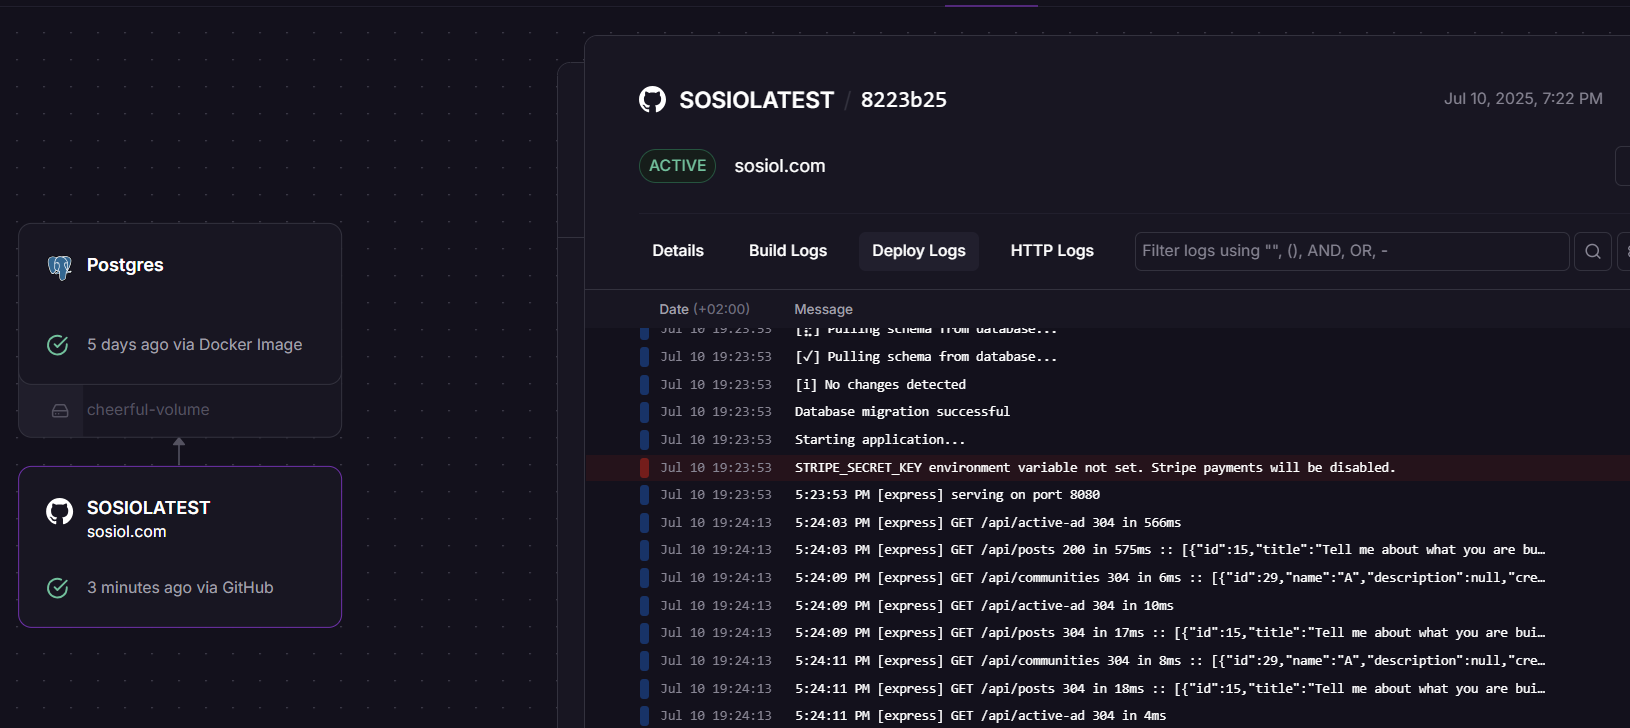 SOSIOLATEST / 8223b25
Jul 10, 2025, 7:22 PM
ACTIVE sosiol.com
Details Build Logs Deploy Logs HTTP Logs Filter logs using "", (), AND, OR, -
Date (+02:00) Message
Jul 10 19:23:53 Pulling schema from database...
Jul 10 19:23:53 [✓] Pulling schema from database...
Jul 10 19:23:53 [i] No changes detected
Jul 10 19:23:53 Database migration successful
Jul 10 19:23:53 Starting application...
Jul 10 19:23:53 STRIPE_SECRET_KEY environment variable not set. Stripe payments will be disabled.
Jul 10 19:23:53 5:23:53 PM [express] serving on port 8080
Jul 10 19:24:13 5:24:03 PM [express] GET /api/active-ad 304 in 566ms
Jul 10 19:24:13 5:24:03 PM [express] GET /api/posts 200 in 575ms :: [{"id":15,"title":"Tell me about what you are bu…
Jul 10 19:24:13 5:24:09 PM [express] GET /api/communities 304 in 6ms :: [{"id":29,"name":"A","description":null,"cre…
Jul 10 19:24:13 5:24:09 PM [express] GET /api/active-ad 304 in 10ms
Jul 10 19:24:13 5:24:09 PM [express] GET /api/posts 304 in 17ms :: [{"id":15,"title":"Tell me about what you are bui…
Jul 10 19:24:13 5:24:11 PM [express] GET /api/communities 304 in 8ms :: [{"id":29,"name":"A","description":null,"cre…
Jul 10 19:24:13 5:24:11 PM [express] GET /api/posts 304 in 18ms :: [{"id":15,"title":"Tell me about what you are bui…
Jul 10 19:24:13 5:24:11 PM [express] GET /api/active-ad 304 in 4ms
Postgres
5 days ago via Docker Image
cheerful-volume
SOSIOLATEST
sosiol.com
3 minutes ago via GitHub